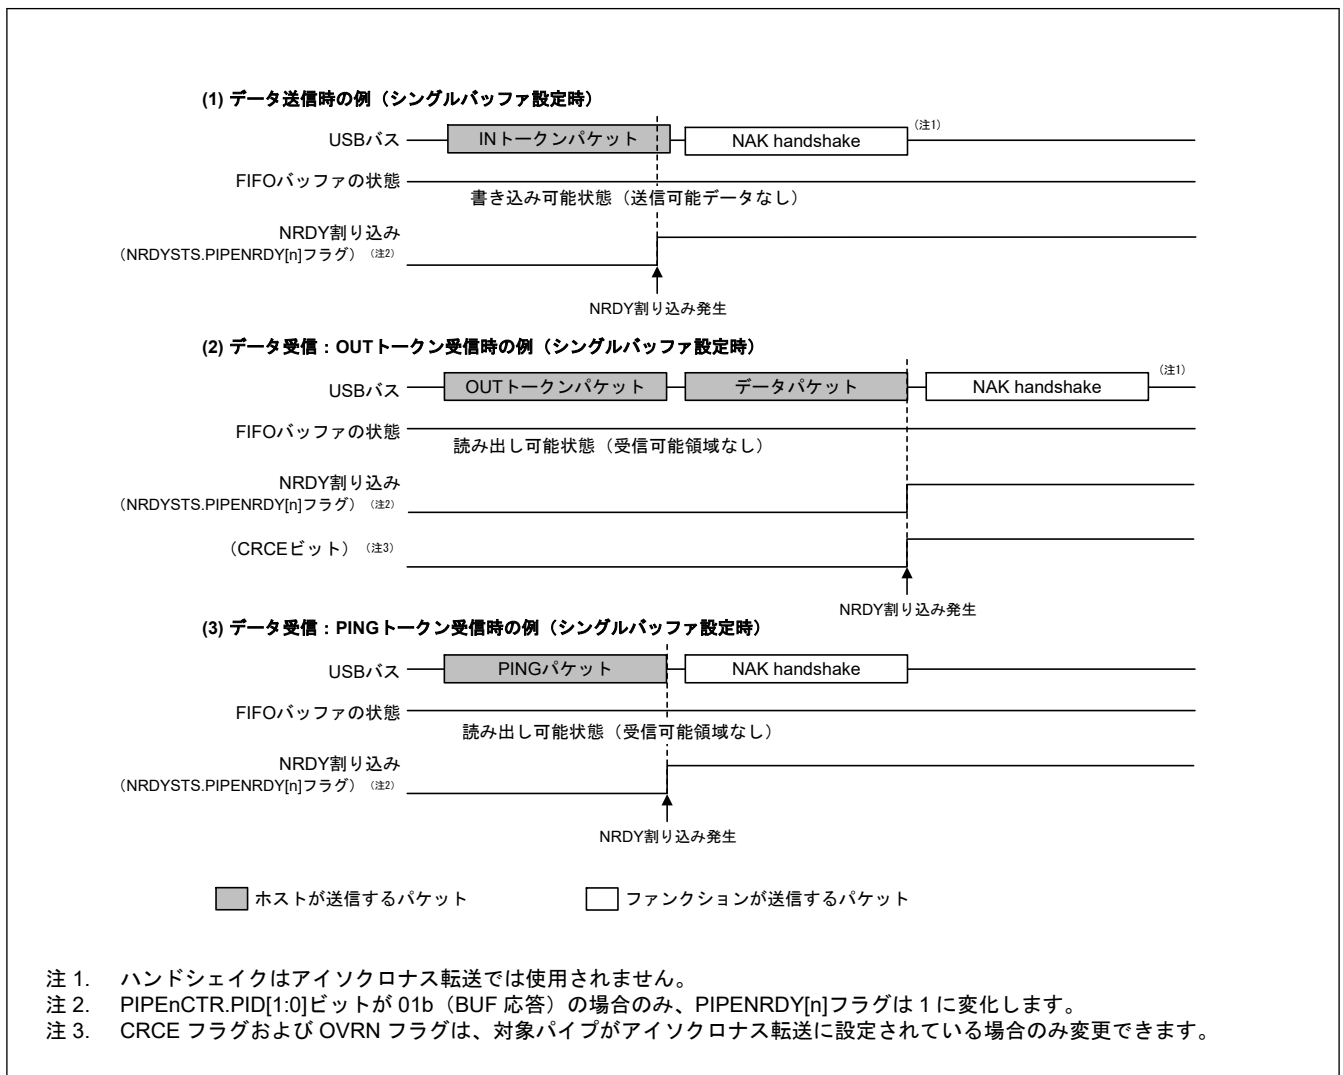 (1) データ送信時の例（シングルバッファ設定時）
USBバス
INトークンパケット
NAK handshake
（注1）
FIFOバッファの状態
書き込み可能状態（送信可能データなし）
NRDY割り込み
（NRDYSTS.PIPENRDY[n]フラグ）（注2）
NRDY割り込み発生
(2) データ受信：OUTトークン受信時の例（シングルバッファ設定時）
USBバス
OUTトークンパケット
データパケット
NAK handshake
（注1）
FIFOバッファの状態
読み出し可能状態（受信可能領域なし）
NRDY割り込み
（NRDYSTS.PIPENRDY[n]フラグ）（注2）
（CRCEビット）（注3）
NRDY割り込み発生
(3) データ受信：PINGトークン受信時の例（シングルバッファ設定時）
USBバス
PINGパケット
NAK handshake
FIFOバッファの状態
読み出し可能状態（受信可能領域なし）
NRDY割り込み
（NRDYSTS.PIPENRDY[n]フラグ）（注2）
NRDY割り込み発生
ホストが送信するパケット
ファンクションが送信するパケット
注 1. ハンドシェイクはアイソクロナス転送では使用されません。
注 2. PIPEnCTR.PID[1:0]ビットが 01b（BUF 応答）の場合のみ、PIPENRDY[n]フラグは 1 に変化します。
注 3. CRCE フラグおよび OVRN フラグは、対象パイプがアイソクロナス転送に設定されている場合のみ変更できます。